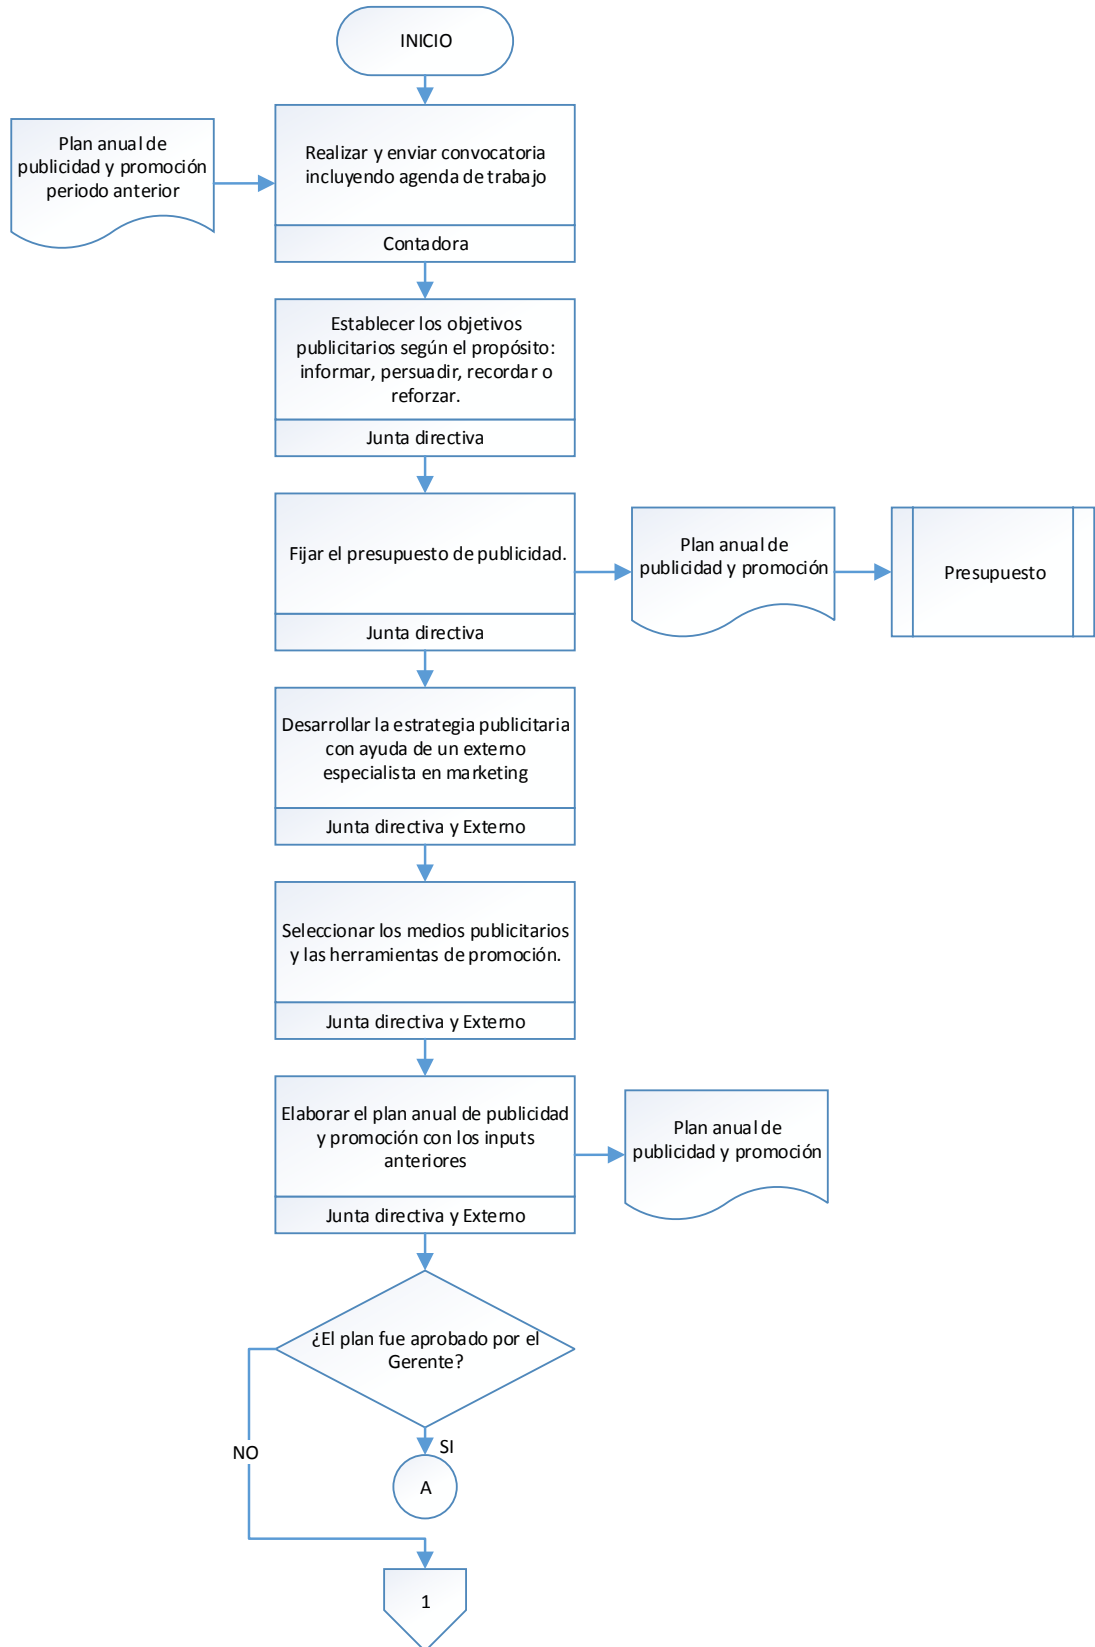 INICIO
Plan anual de
publicidad y promoción
periodo anterior
Realizar y enviar convocatoria
incluyendo agenda de trabajo
Contadora
Establecer los objetivos
publicitarios según el propósito:
informar, persuadir, recordar o
reforzar.
Junta directiva
Fijar el presupuesto de publicidad.
Junta directiva
Plan anual de
publicidad y promoción
Presupuesto
Desarrollar la estrategia publicitaria
con ayuda de un externo
especialista en marketing
Junta directiva y Externo
Seleccionar los medios publicitarios
y las herramientas de promoción.
Junta directiva y Externo
Elaborar el plan anual de publicidad
y promoción con los inputs
anteriores
Junta directiva y Externo
Plan anual de
publicidad y promoción
¿El plan fue aprobado por el
Gerente?
SI
NO
A
1